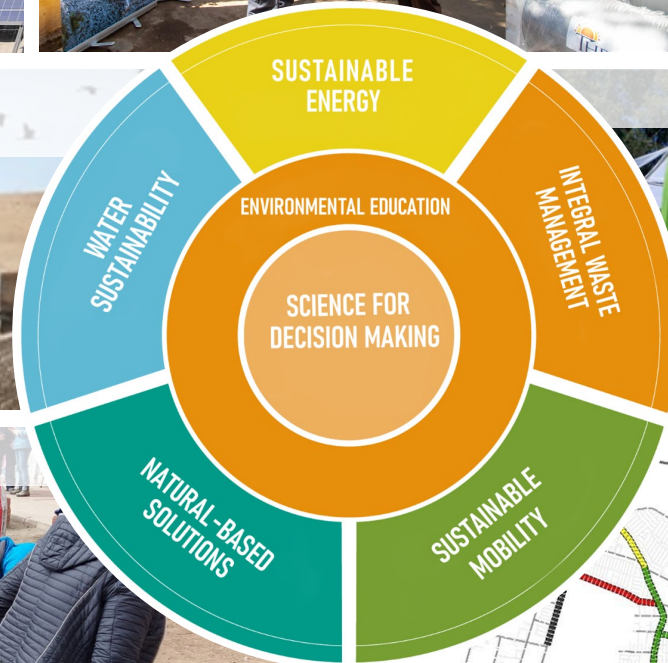 SUSTAINABLE
ENERGY
INTEGRAL WASTE
MANAGEMENT
SUSTAINABLE
MOBILITY
NATURAL-BASED
SOLUTIONS
WATER
SUSTAINABILITY
ENVIRONMENTAL EDUCATION
SCIENCE FOR
DECISION MAKING